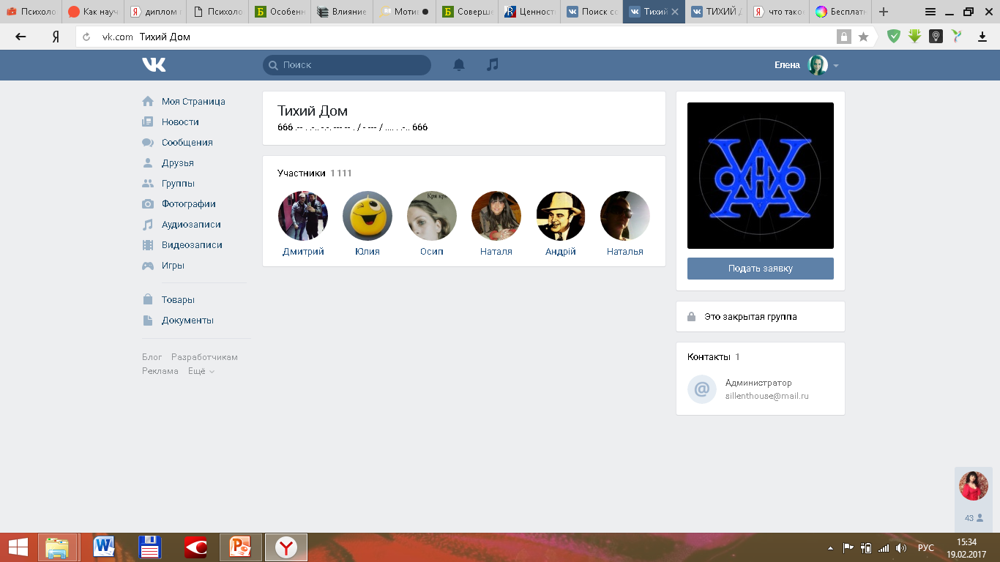 Психоло
Как науч
диплом г
Психоло
Особенн
Влияние
Мотив
Соверше
Ценност
Поиск со
Тихий
ТИХИЙ Д
что тако
Бесплатн
vk.com Тихий Дом
Поиск
Елена
Моя Страница
Новости
Сообщения
Друзья
Группы
Фотографии
Аудиозаписи
Видеозаписи
Игры
Товары
Документы
Блог Разработчикам
Реклама Ещё
Тихий Дом
666 .-- . .-.. -.-. --- -- . / - --- / .... . .-.. 666
Участники 1 111
Кря кря
Дмитрий
Юлия
Осип
Наталя
Андрій
Наталья
Подать заявку
Это закрытая группа
Контакты 1
Администратор
sillenthouse@mail.ru
43
РУС
15:34
19.02.2017